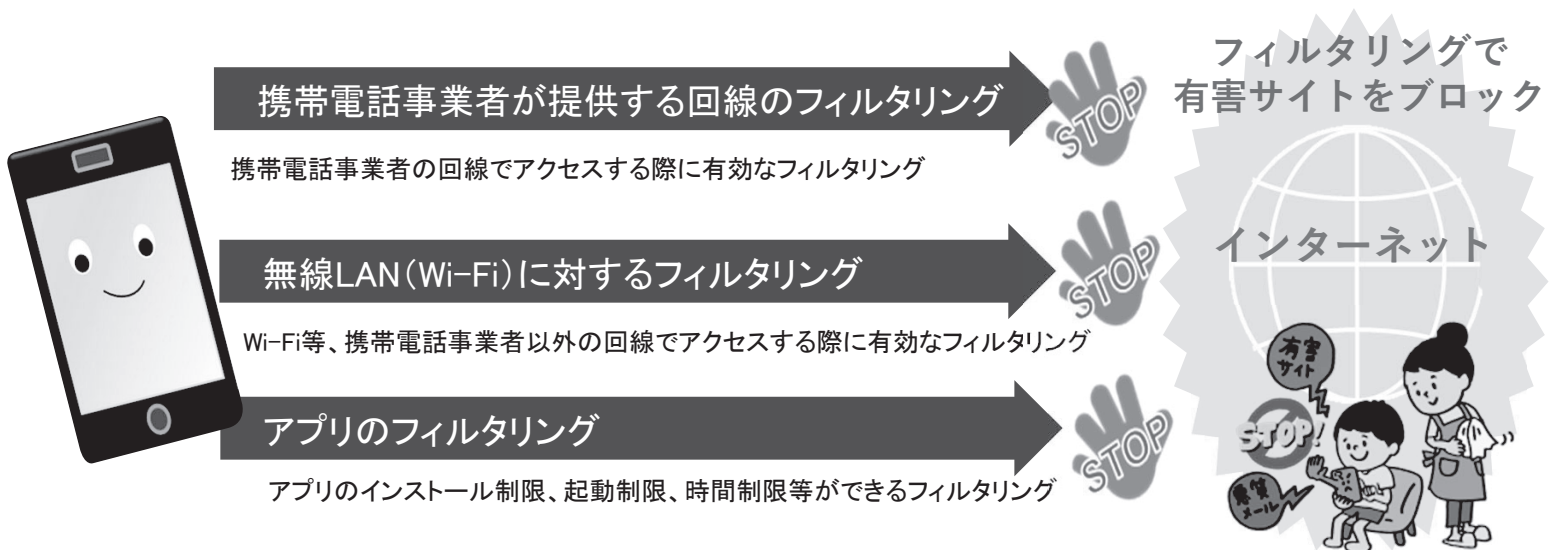 携帯電話事業者が提供する回線のフィルタリング
STOP
携帯電話事業者の回線でアクセスする際に有効なフィルタリング
無線LAN(Wi-Fi)に対するフィルタリング
STOP
Wi-Fi等、携帯電話事業者以外の回線でアクセスする際に有効なフィルタリング
アプリのフィルタリング
STOP
アプリのインストール制限、起動制限、時間制限等ができるフィルタリング
フィルタリングで
有害サイトをブロック
インターネット
有害
サイト
STOP!
悪質
メール